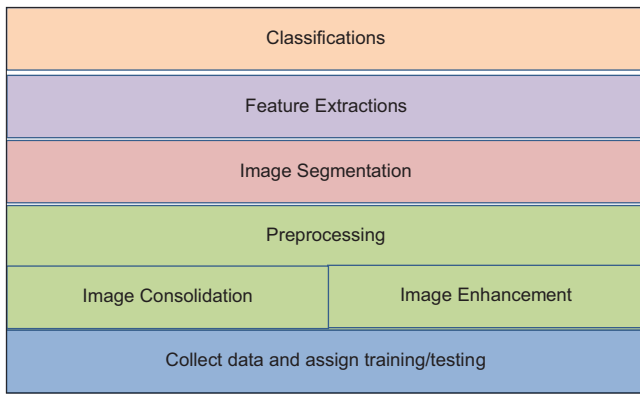 Classifications
Feature Extractions
Image Segmentation
Preprocessing
Image Consolidation
Image Enhancement
Collect data and assign training/testing